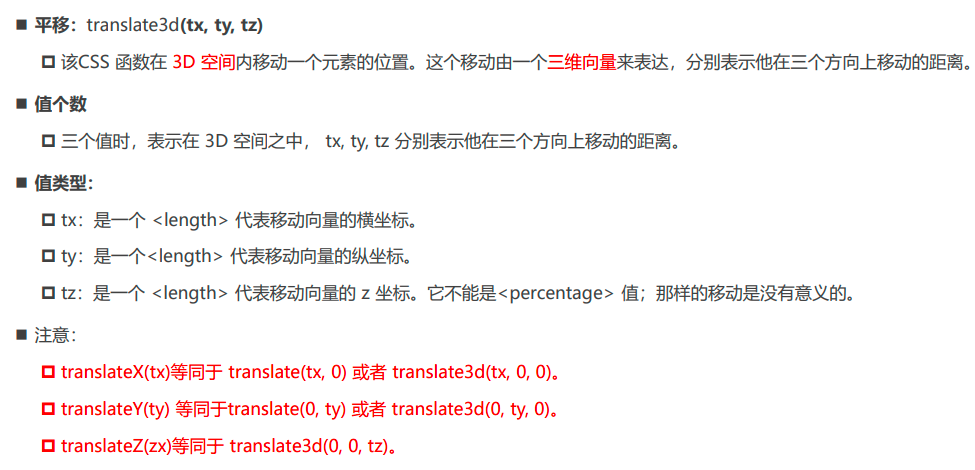 平移：translate3d(tx, ty, tz)
该CSS 函数在 3D 空间内移动一个元素的位置。这个移动由一个三维向量来表达，分别表示他在三个方向上移动的距离。
值个数
三个值时，表示在 3D 空间之中， tx, ty, tz 分别表示他在三个方向上移动的距离。
值类型：
tx：是一个 <length> 代表移动向量的横坐标。
ty：是一个<length> 代表移动向量的纵坐标。
tz：是一个 <length> 代表移动向量的 z 坐标。它不能是<percentage> 值；那样的移动是没有意义的。
注意：
translateX(tx)等同于 translate(tx, 0) 或者 translate3d(tx, 0, 0)。
translateY(ty) 等同于translate(0, ty) 或者 translate3d(0, ty, 0)。
translateZ(zx)等同于 translate3d(0, 0, tz)。